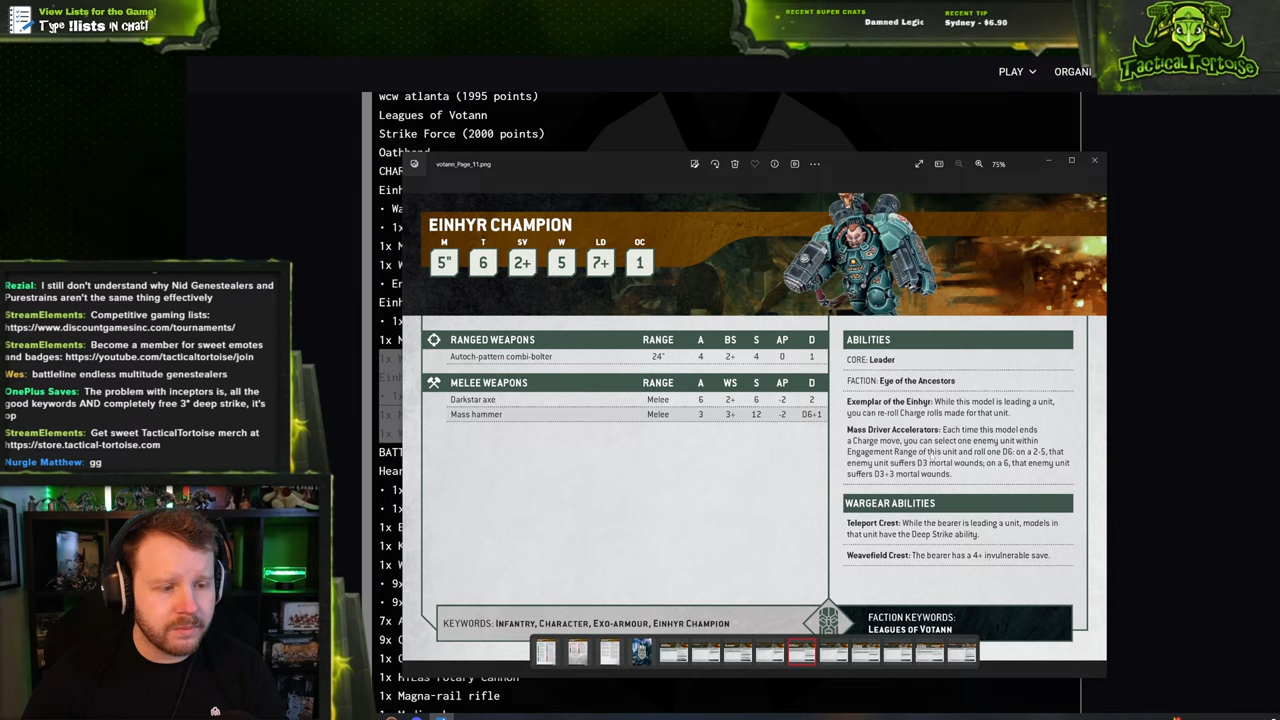 View Lists for the Game!
Type !lists in chat!
RECENT SUPER CHATS
Damned Legic
RECENT TIP
Sydney - $6.90
TACTICALTORTOISE
PLAY
ORGANI
wcw atlanta (1995 points)
Leagues of Votann
Strike Force (2000 points)
votann_Page_11.png
75%
EINHYR CHAMPION
M T SV W LD OC
5" 6 2+ 5 7+ 1
RANGED WEAPONS RANGE A BS S AP D
Autoch-pattern combi-bolter 24" 4 2+ 4 0 1
MELEE WEAPONS RANGE A WS S AP D
Darkstar axe Melee 6 2+ 6 -2 2
Mass hammer Melee 3 3+ 12 -2 D6+1
ABILITIES
CORE: Leader
FACTION: Eye of the Ancestors
Exemplar of the Einhyr: While this model is leading a unit,
you can re-roll Charge rolls made for that unit.
Mass Driver Accelerators: Each time this model ends
a Charge move, you can select one enemy unit within
Engagement Range of this unit and roll one D6: on a 2-5, that
enemy unit suffers D3 mortal wounds; on a 6, that enemy unit
suffers D3+3 mortal wounds.
WARGEAR ABILITIES
Teleport Crest: While the bearer is leading a unit, models in
that unit have the Deep Strike ability.
Weavefield Crest: The bearer has a 4+ invulnerable save.
KEYWORDS: INFANTRY, CHARACTER, EXO-ARMOUR, EINHYR CHAMPION
FACTION KEYWORDS:
LEAGUES OF VOTANN
1x Magna-rail rifle
Rezial: I still don't understand why Nid Genestealers and
Purestrains aren't the same thing effectively
StreamElements: Competitive gaming lists:
https://www.discountgamesinc.com/tournaments/
StreamElements: Become a member for sweet emotes
and badges: https://youtube.com/tacticaltortoise/join
Wes: battleline endless multitude genestealers
OnePlus Saves: The problem with inceptors is, all the
good keywords AND completely free 3" deep strike, it's
op
StreamElements: Get sweet TacticalTortoise merch at
https://store.tactical-tortoise.com
Nurgle Matthew: gg